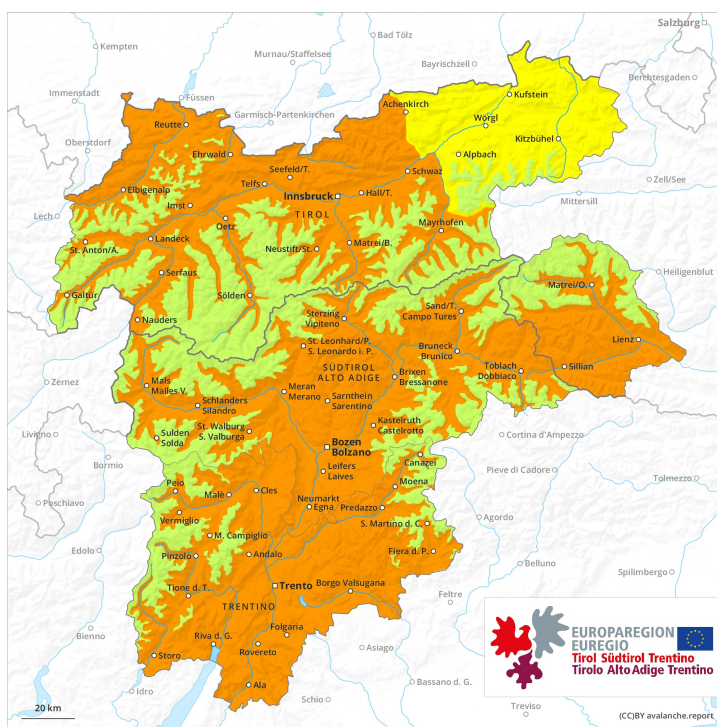 Salzburg
Kempten
Bad Tölz
Murnau/Staffelsee
Bayrischzell
Berchtesgaden
Immenstadt
Füssen
Kufstein
Garmisch-Partenkirchen
Achenkirch
Reutte
Wörgl
Kitzbühel
Oberstdorf
Ehrwald
Alpbach
Seefeld/T.
Schwaz
Zell/See
Elbigenalp
Telfs
Innsbruck
Hall/T.
Mittersill
Imst
TIROL
Lech
Oetz
Mayrhofen
St. Anton/A.
Landeck
Neustift/St.
Matrei/B.
Serfaus
Heiligenblut
Galtür
Sölden
Matrei/O.
Sand/T.
Campo Tures
Nauders
Sterzing
Vipiteno
Lienz
St. Leonhard/P.
S. Leonardo i. P.
Bruneck
Brunico
Sillian
Toblach
Dobbiaco
SÜDTIROL
ALTO ADIGE
Brixen
Bressanone
Zernez
Mals
Malles V.
Meran
Merano
Schlanders
Silandro
Sarnthein
Sarentino
St. Walburg
S. Valburga
Kastelruth
Castelrotto
Livigno
Sulden
Solda
Cortina d'Ampezzo
Bozen
Bolzano
Bormio
Canazei
Leifers
Laives
Pieve di Cadore
Tolmezzo
Moena
Peio
Malè
Cles
Neumarkt
Egna
Predazzo
Poschiavo
Vermiglio
S. Martino d. C.
Agordo
M. Campiglio
Edolo
Pinzolo
Andalo
Fiera d. P.
Belluno
Spilimbergo
Tione d. T.
Trento
Borgo Valsugana
Feltre
TRENTINO
Bienno
Folgaria
Riva d. G.
Rovereto
Asiago
Storo
Bassano d. G.
Ala
Idro
Schio
Treviso
EUROPAREGION
EUREGIO
Tirol Südtirol Trentino
Tirolo Alto Adige Trentino
20 km
(CC)BY avalanche.report